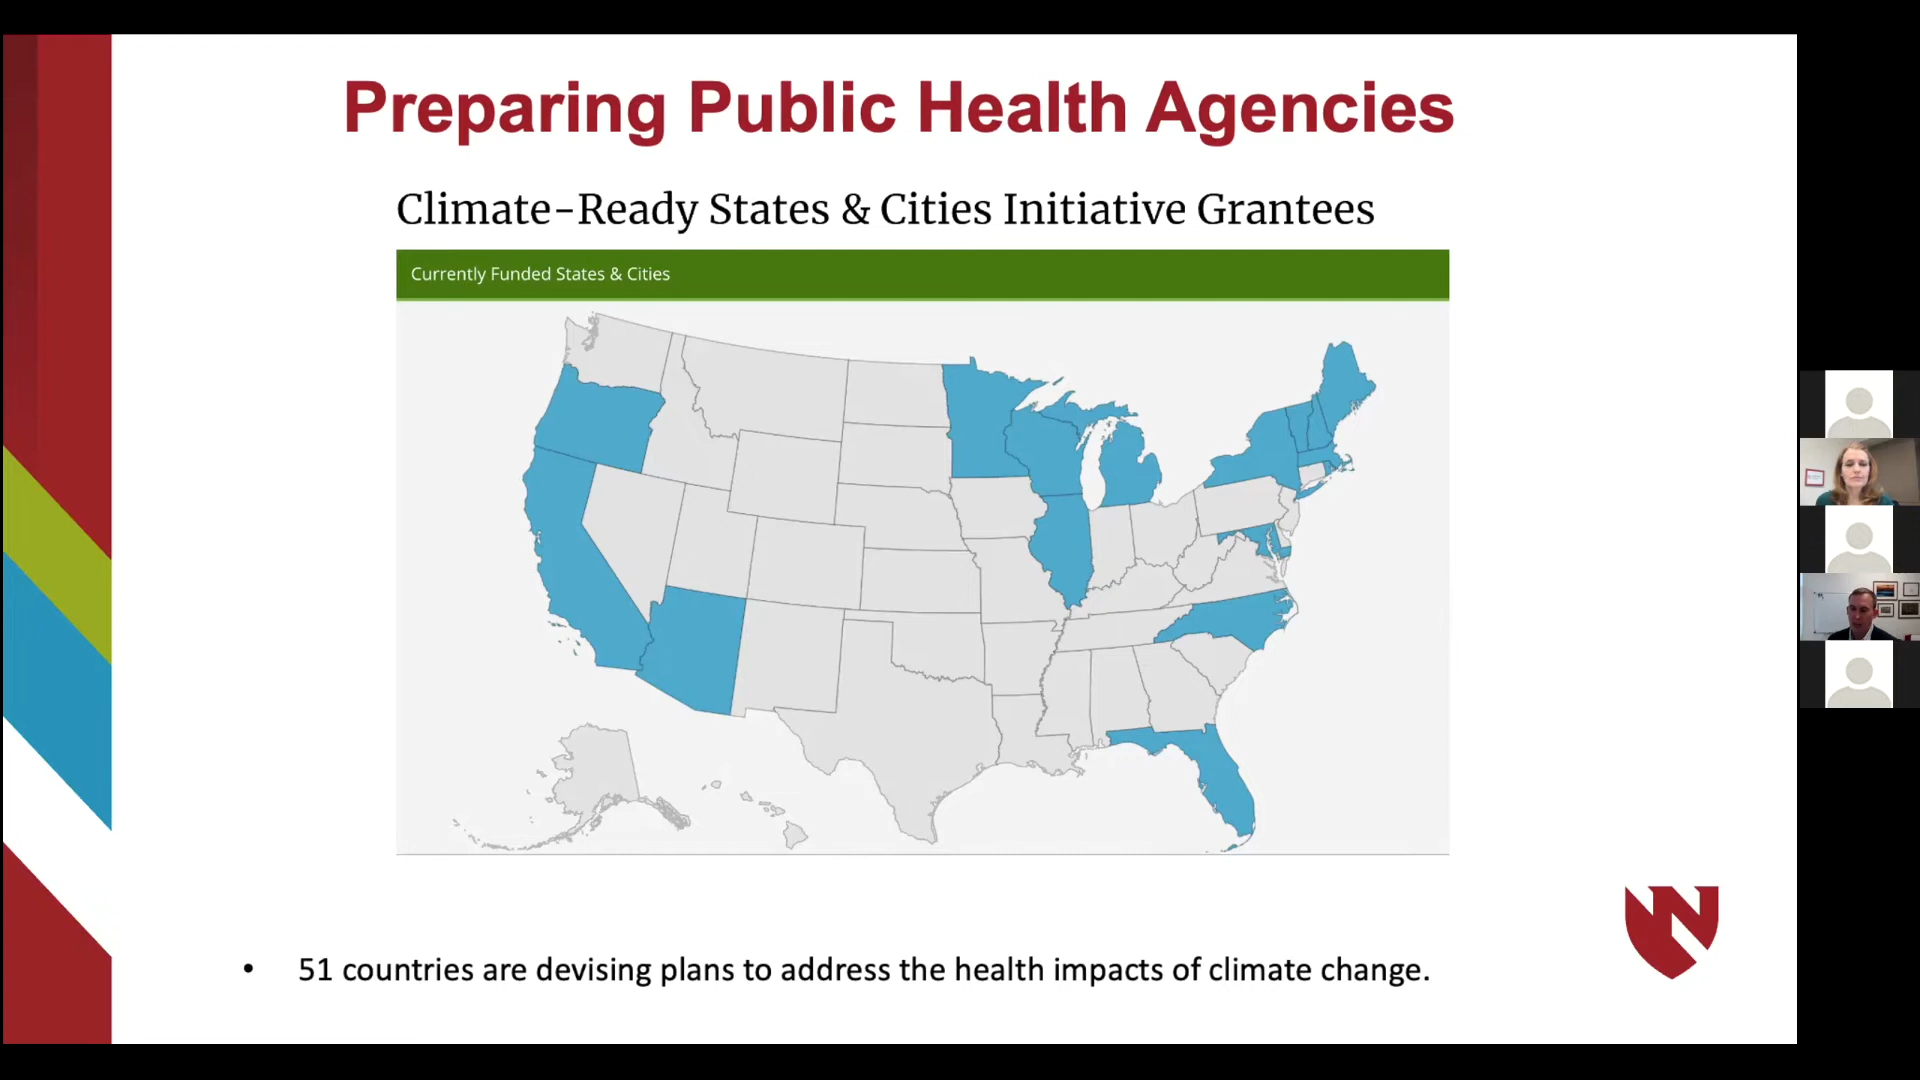 Preparing Public Health Agencies
Climate-Ready States & Cities Initiative Grantees
Currently Funded States & Cities
• 51 countries are devising plans to address the health impacts of climate change.